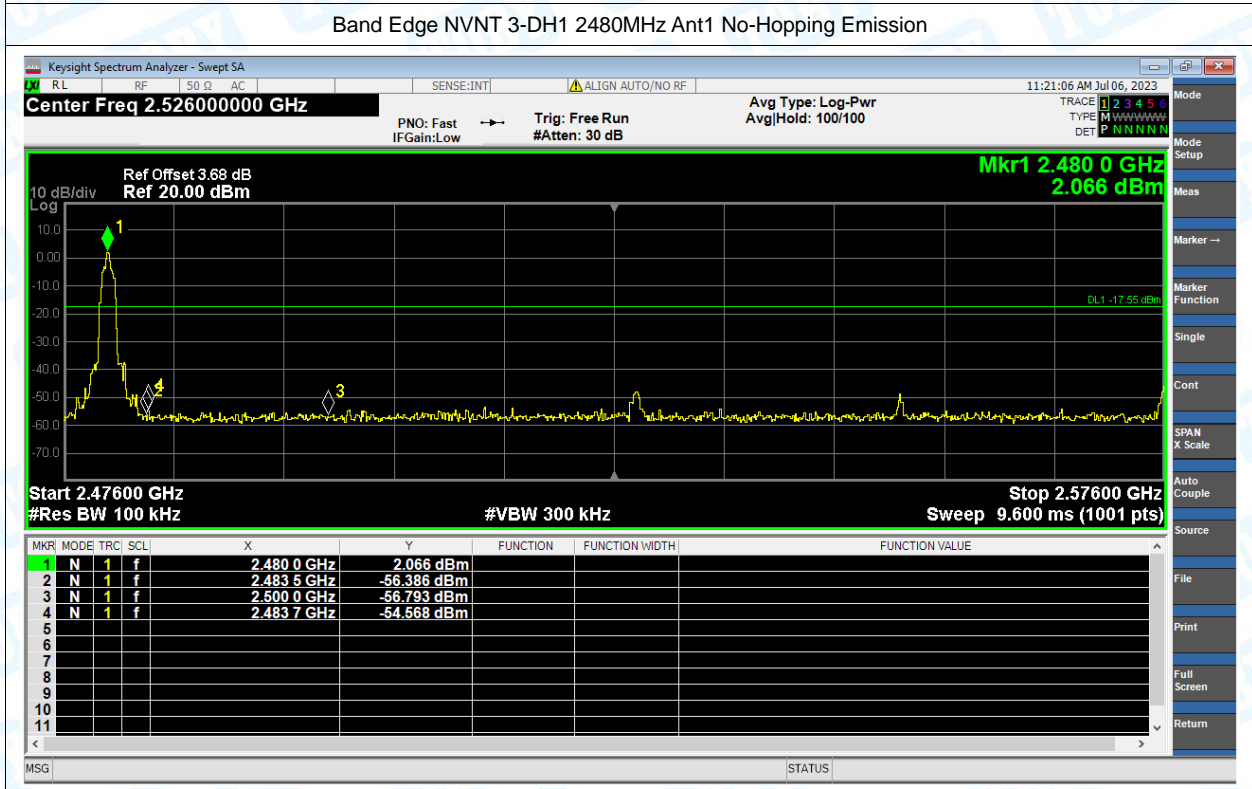 Band Edge NVNT 3-DH1 2480MHz Ant1 No-Hopping Emission
Keysight Spectrum Analyzer - Swept SA
LXI RL RF 50 Ω AC SENSE:INT ALIGN AUTO/NO RF 11:21:06 AM Jul 06, 2023
Center Freq 2.526000000 GHz
PNO: Fast
IFGain:Low
Trig: Free Run
#Atten: 30 dB
Avg Type: Log-Pwr
Avg|Hold: 100/100
TRACE 1 2 3 4 5 6
TYPE M WWWWW
DET P N N N N N
Ref Offset 3.68 dB
10 dB/div Ref 20.00 dBm
Log
Mkr1 2.480 0 GHz
2.066 dBm
10.0
0.00
-10.0
-20.0
-30.0
-40.0
-50.0
-60.0
-70.0
1
4
2
3
DL1 -17.55 dBm
Start 2.47600 GHz Stop 2.57600 GHz
#Res BW 100 kHz #VBW 300 kHz Sweep 9.600 ms (1001 pts)
MKR MODE TRC SCL X Y FUNCTION FUNCTION WIDTH FUNCTION VALUE
1 N 1 f 2.480 0 GHz 2.066 dBm
2 N 1 f 2.483 5 GHz -56.386 dBm
3 N 1 f 2.500 0 GHz -56.793 dBm
4 N 1 f 2.483 7 GHz -54.568 dBm
5
6
7
8
9
10
11
MSG STATUS
Mode
Mode Setup
Meas
Marker →
Marker Function
Single
Cont
SPAN X Scale
Auto Couple
Source
File
Print
Full Screen
Return